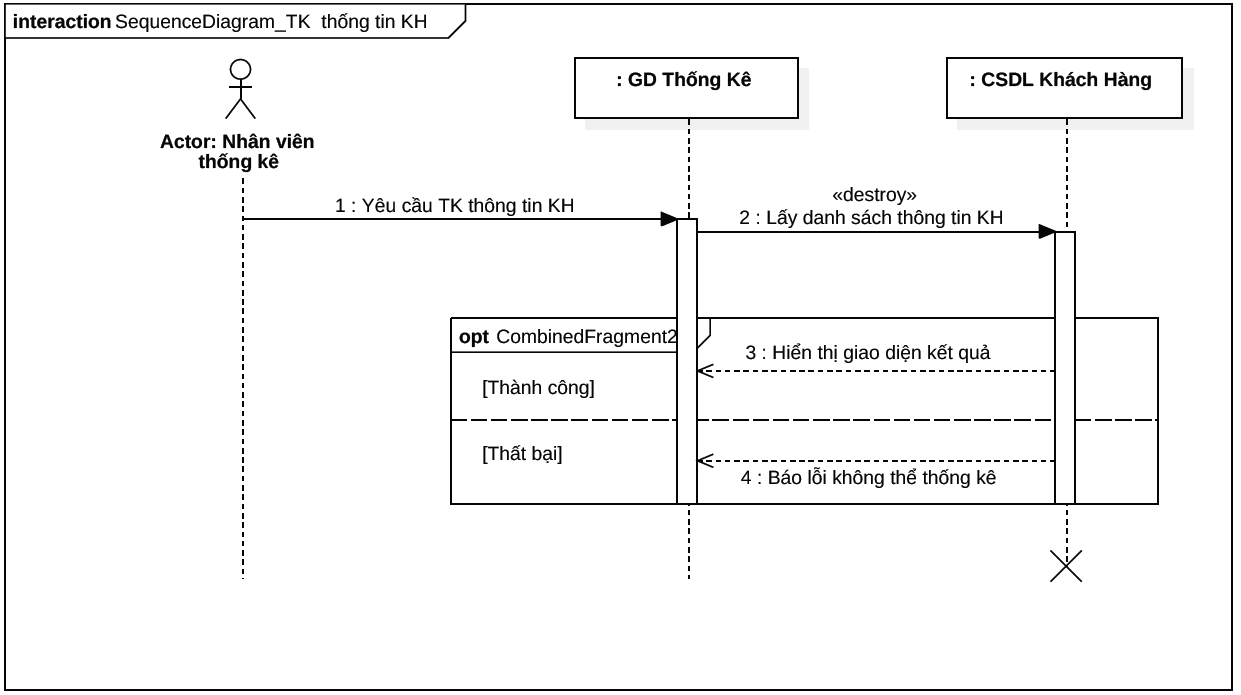 interaction SequenceDiagram_TK thống tin KH
: GD Thống Kê
: CSDL Khách Hàng
Actor: Nhân viên
thống kê
1 : Yêu cầu TK thông tin KH
«destroy»
2 : Lấy danh sách thông tin KH
opt CombinedFragment2
3 : Hiển thị giao diện kết quả
[Thành công]
[Thất bại]
4 : Báo lỗi không thể thống kê